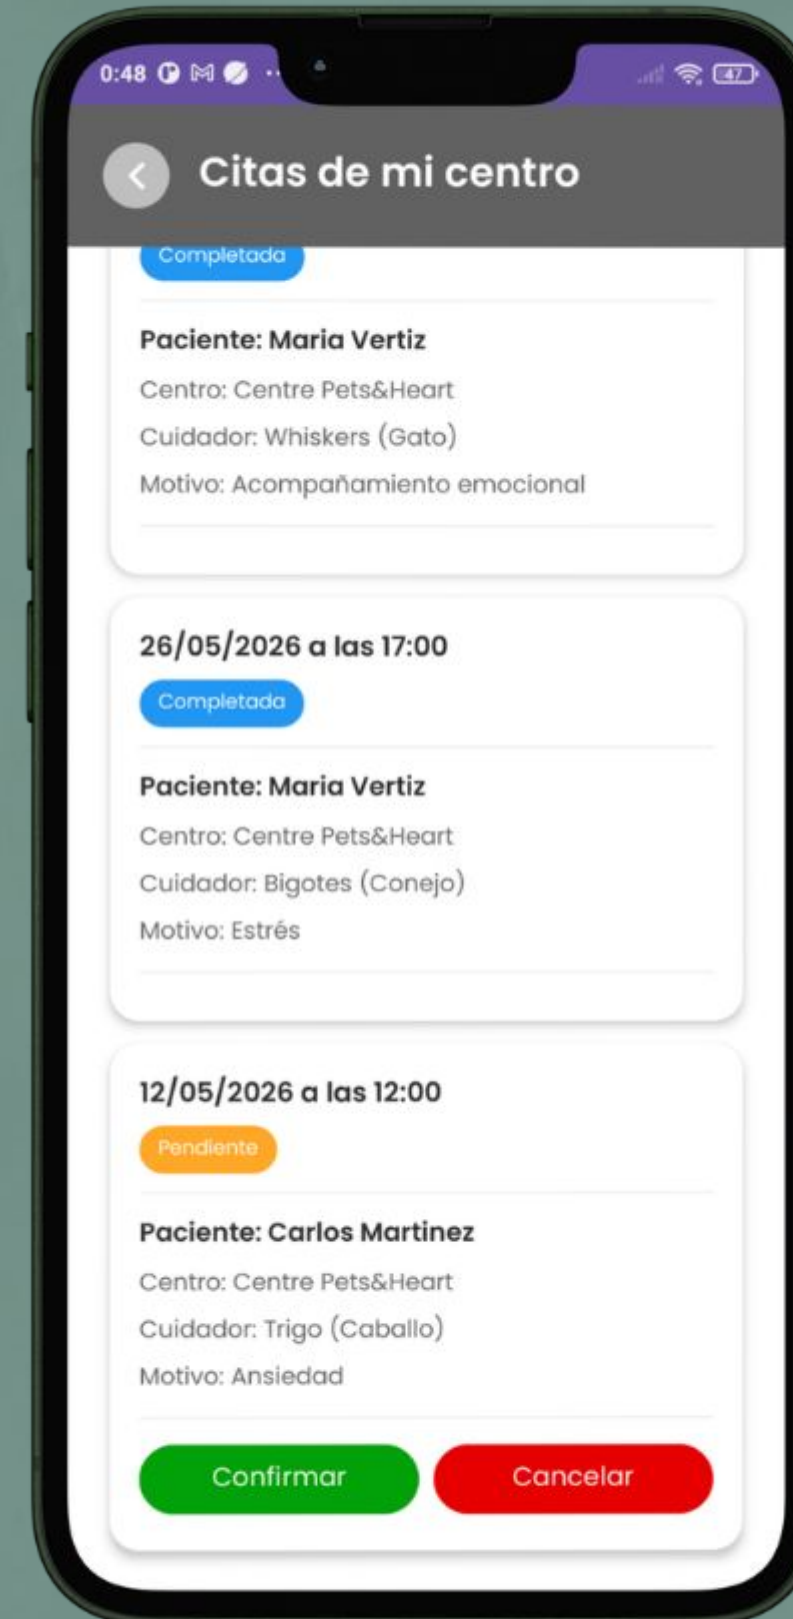 0:48
47
Citas de mi centro
Completada
Paciente: Maria Vertiz
Centro: Centre Pets&Heart
Cuidador: Whiskers (Gato)
Motivo: Acompañamiento emocional
26/05/2026 a las 17:00
Completada
Paciente: Maria Vertiz
Centro: Centre Pets&Heart
Cuidador: Bigotes (Conejo)
Motivo: Estrés
12/05/2026 a las 12:00
Pendiente
Paciente: Carlos Martinez
Centro: Centre Pets&Heart
Cuidador: Trigo (Caballo)
Motivo: Ansiedad
Confirmar Cancelar